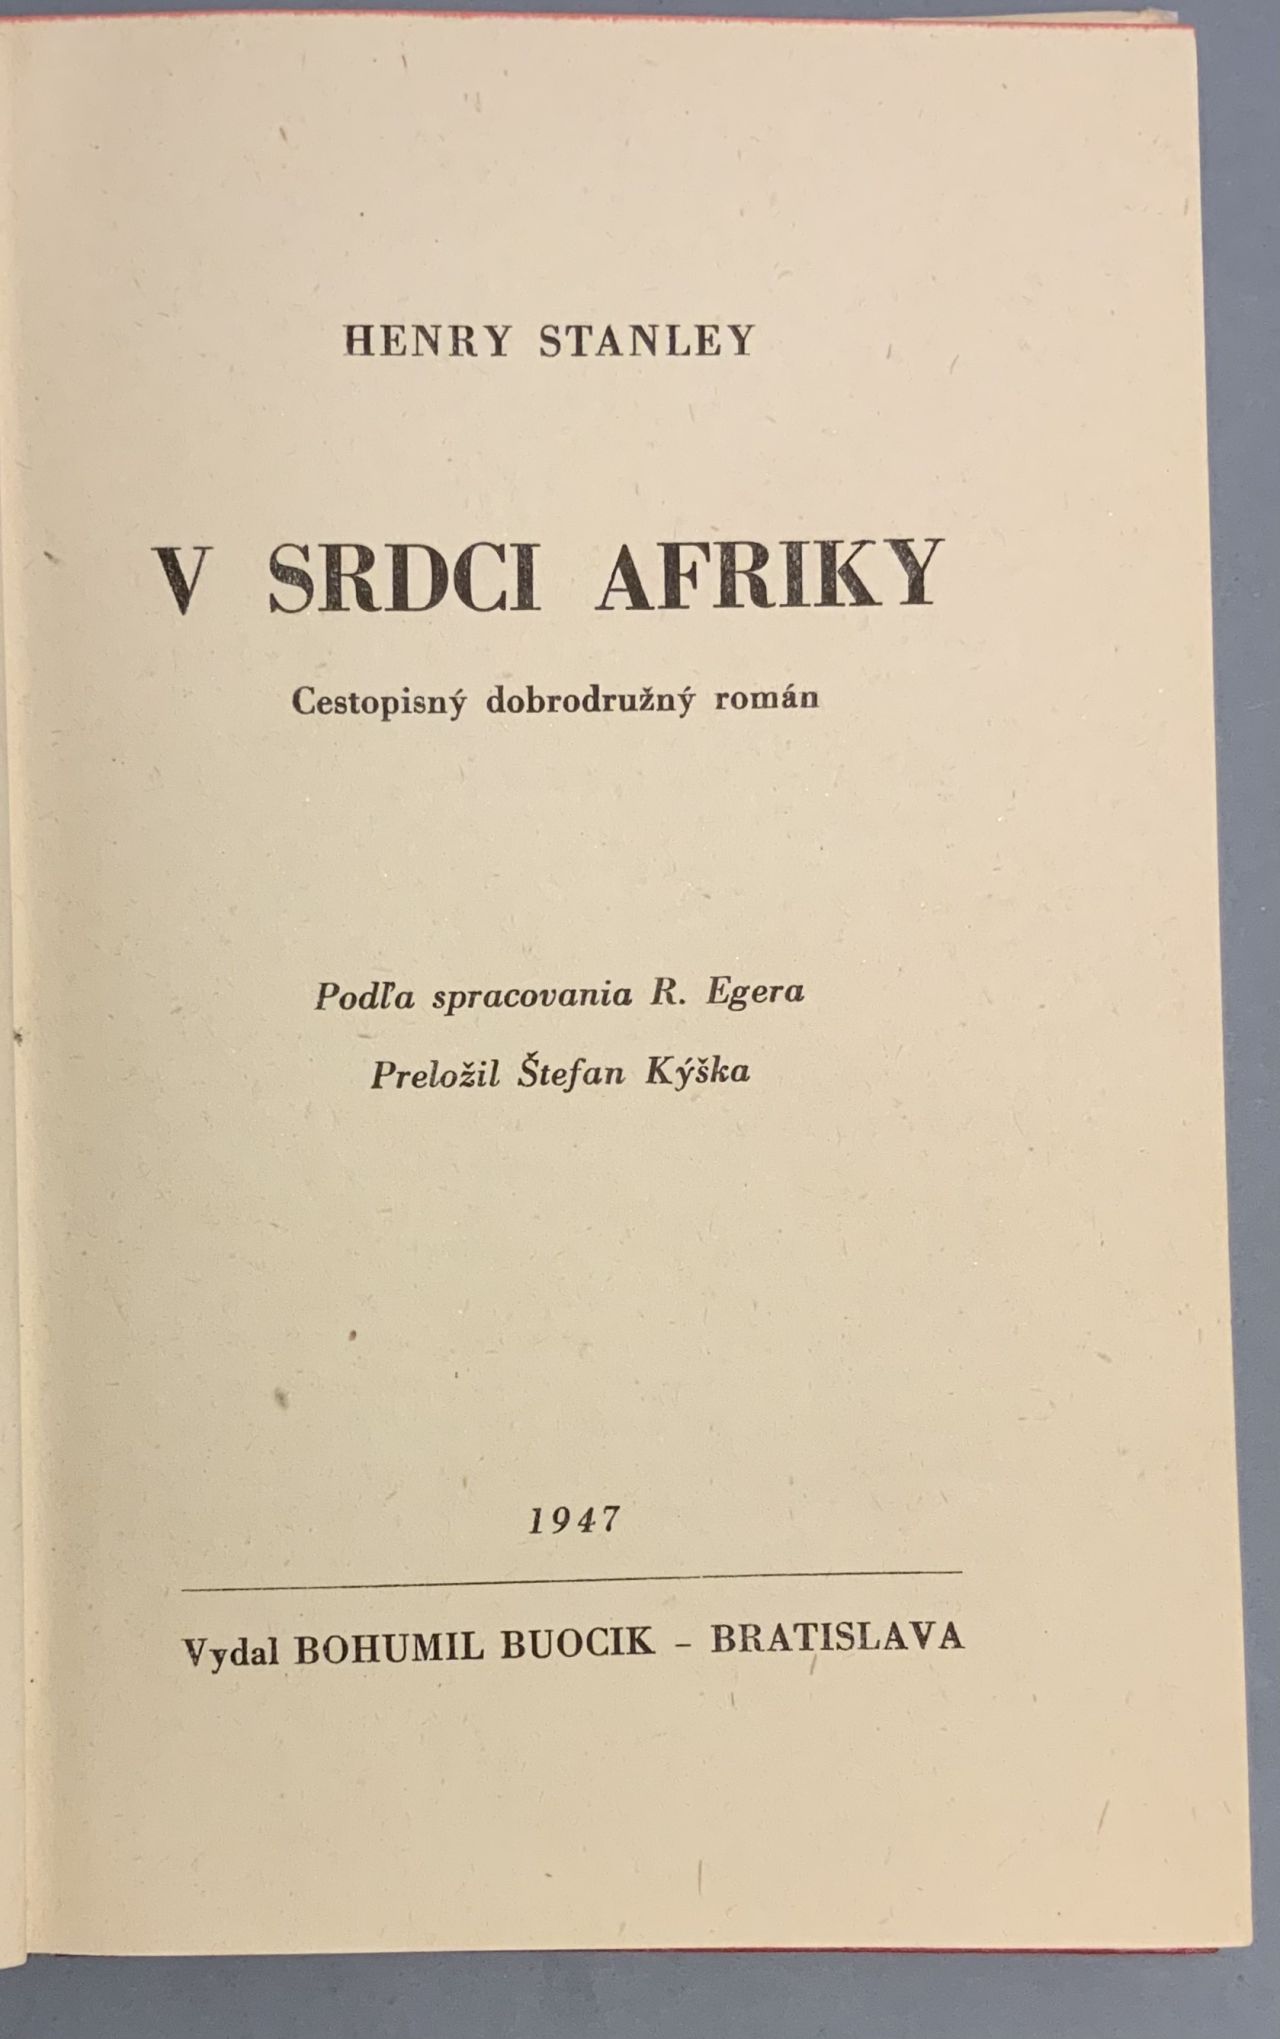 HENRY STANLEY
V SRDCI AFRIKY
Cestopisný dobrodružný román
Podľa spracovania R. Egera
Preložil Štefan Kýška
1947
Vydal BOHUMIL BUOCIK – BRATISLAVA